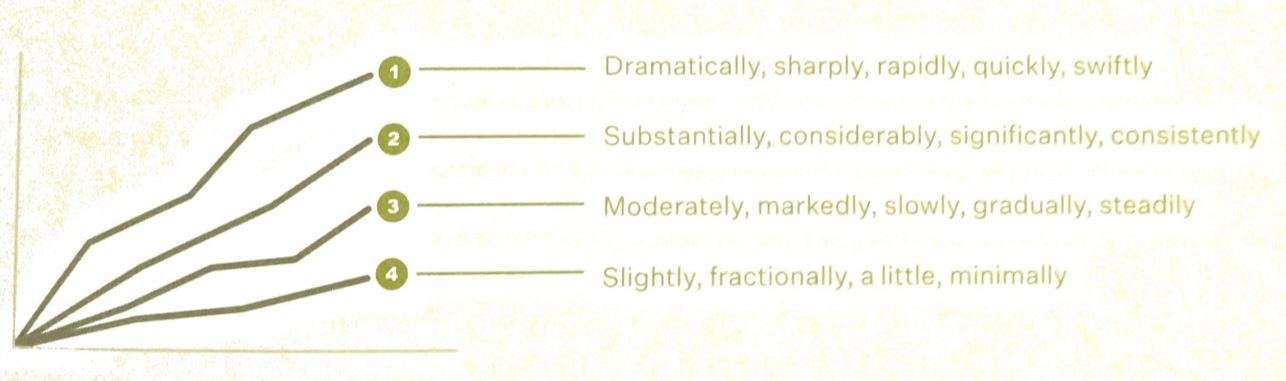 1 Dramatically, sharply, rapidly, quickly, swiftly
2 Substantially, considerably, significantly, consistently
3 Moderately, markedly, slowly, gradually, steadily
4 Slightly, fractionally, a little, minimally